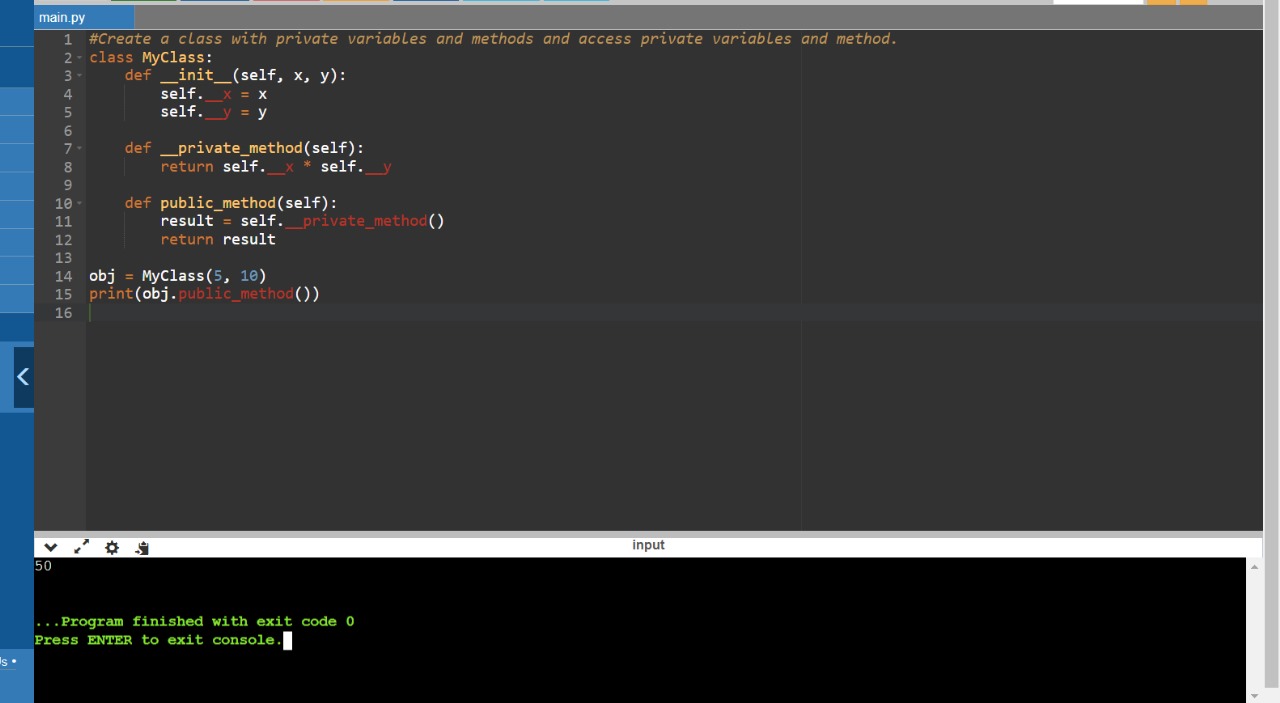 main.py
1 #Create a class with private variables and methods and access private variables and method.
2 class MyClass:
3     def __init__(self, x, y):
4         self.__x = x
5         self.__y = y
6
7     def __private_method(self):
8         return self.__x * self.__y
9
10     def public_method(self):
11         result = self.__private_method()
12         return result
13
14 obj = MyClass(5, 10)
15 print(obj.public_method())
16
input
50
...Program finished with exit code 0
Press ENTER to exit console.